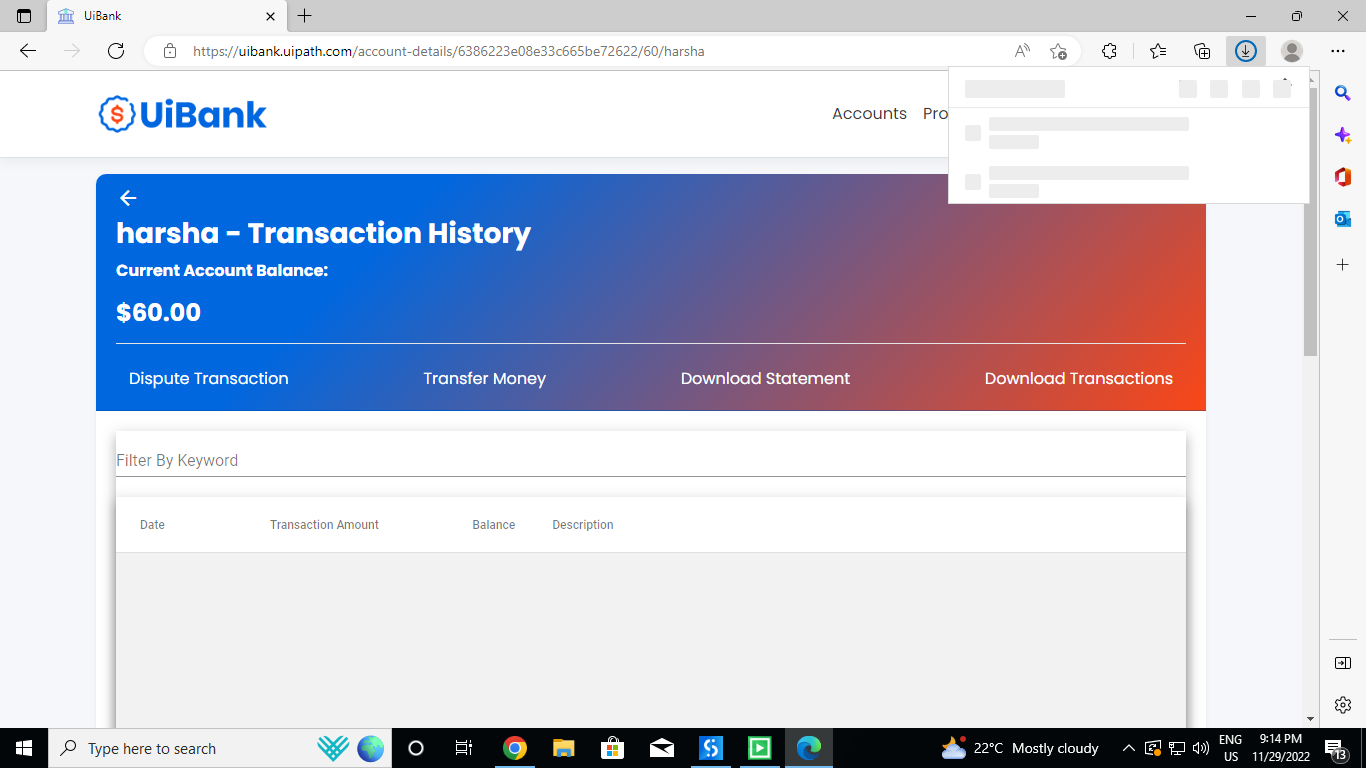 UiBank
https://uibank.uipath.com/account-details/6386223e08e33c665be72622/60/harsha
UiBank
Accounts Pro
harsha - Transaction History
Current Account Balance:
$60.00
Dispute Transaction Transfer Money Download Statement Download Transactions
Filter By Keyword
Date Transaction Amount Balance Description
Type here to search
22°C Mostly cloudy
ENG
US
9:14 PM
11/29/2022
13